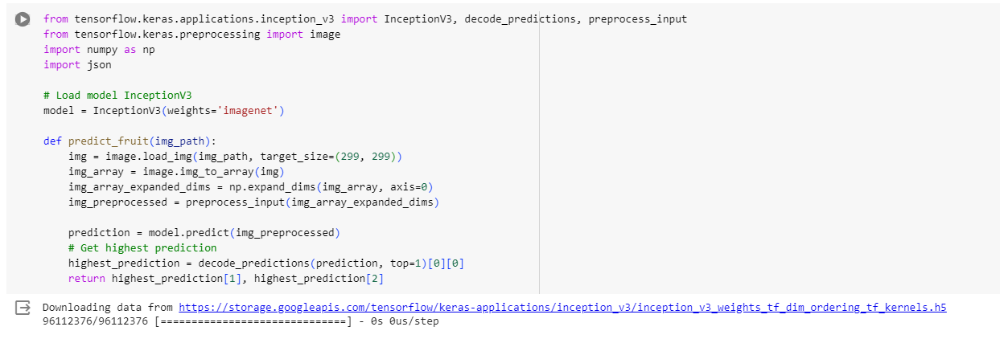 from tensorflow.keras.applications.inception_v3 import InceptionV3, decode_predictions, preprocess_input
from tensorflow.keras.preprocessing import image
import numpy as np
import json

# Load model InceptionV3
model = InceptionV3(weights='imagenet')

def predict_fruit(img_path):
    img = image.load_img(img_path, target_size=(299, 299))
    img_array = image.img_to_array(img)
    img_array_expanded_dims = np.expand_dims(img_array, axis=0)
    img_preprocessed = preprocess_input(img_array_expanded_dims)

    prediction = model.predict(img_preprocessed)
    # Get highest prediction
    highest_prediction = decode_predictions(prediction, top=1)[0][0]
    return highest_prediction[1], highest_prediction[2]
Downloading data from https://storage.googleapis.com/tensorflow/keras-applications/inception_v3/inception_v3_weights_tf_dim_ordering_tf_kernels.h5
96112376/96112376 [==============================] - 0s 0us/step